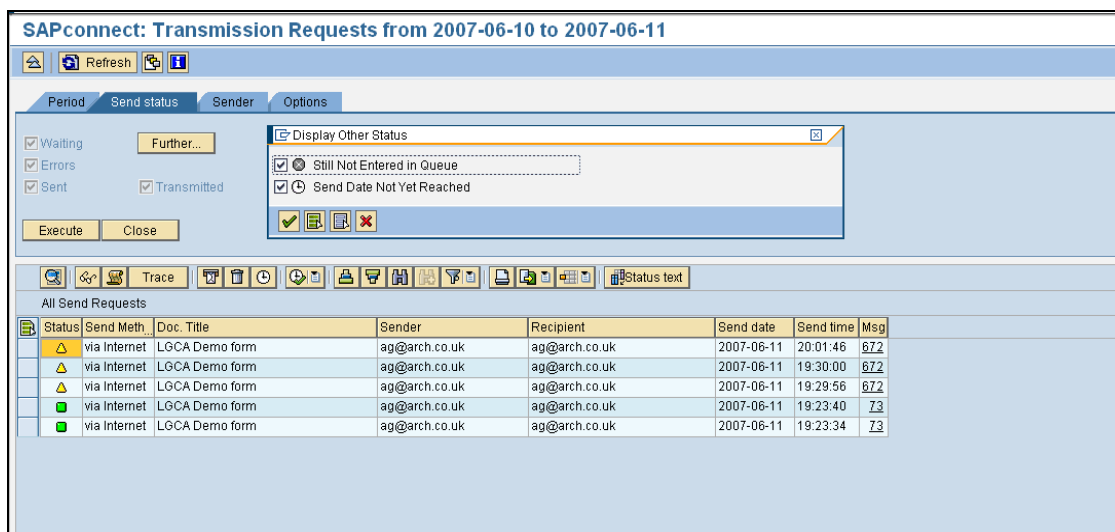 SAPconnect: Transmission Requests from 2007-06-10 to 2007-06-11
Refresh
Period Send status Sender Options
Display Other Status
Waiting Further...
Errors
Sent Transmitted
Still Not Entered in Queue
Send Date Not Yet Reached
Execute Close
Trace Status text
All Send Requests
Status Send Meth... Doc. Title Sender Recipient Send date Send time Msg
via Internet LGCA Demo form ag@arch.co.uk ag@arch.co.uk 2007-06-11 20:01:46 672
via Internet LGCA Demo form ag@arch.co.uk ag@arch.co.uk 2007-06-11 19:30:00 672
via Internet LGCA Demo form ag@arch.co.uk ag@arch.co.uk 2007-06-11 19:29:56 672
via Internet LGCA Demo form ag@arch.co.uk ag@arch.co.uk 2007-06-11 19:23:40 73
via Internet LGCA Demo form ag@arch.co.uk ag@arch.co.uk 2007-06-11 19:23:34 73